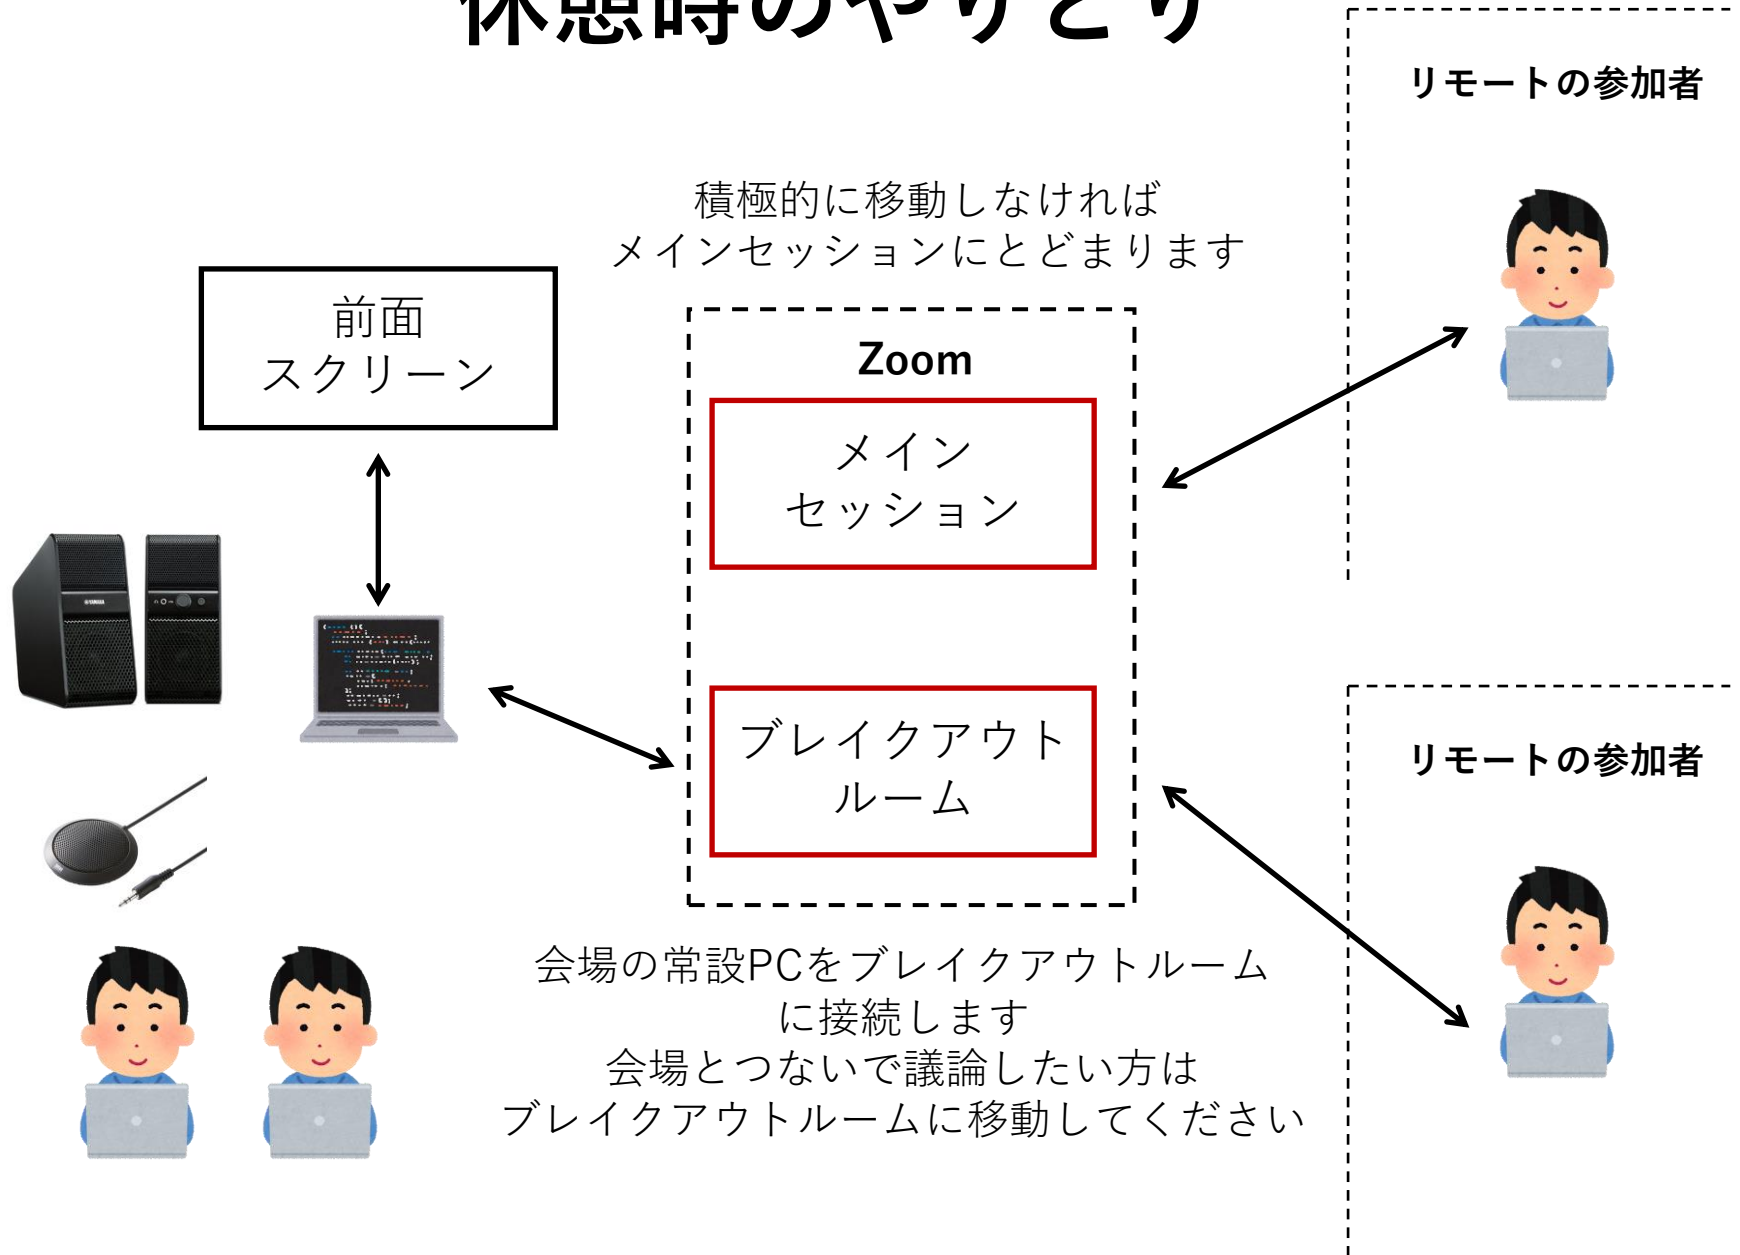 休憩時のやりとり
リモートの参加者
積極的に移動しなければ
メインセッションにとどまります
前面
スクリーン
Zoom
メイン
セッション
YAMAHA
ブレイクアウト
ルーム
リモートの参加者
会場の常設PCをブレイクアウトルーム
に接続します
会場とつないで議論したい方は
ブレイクアウトルームに移動してください